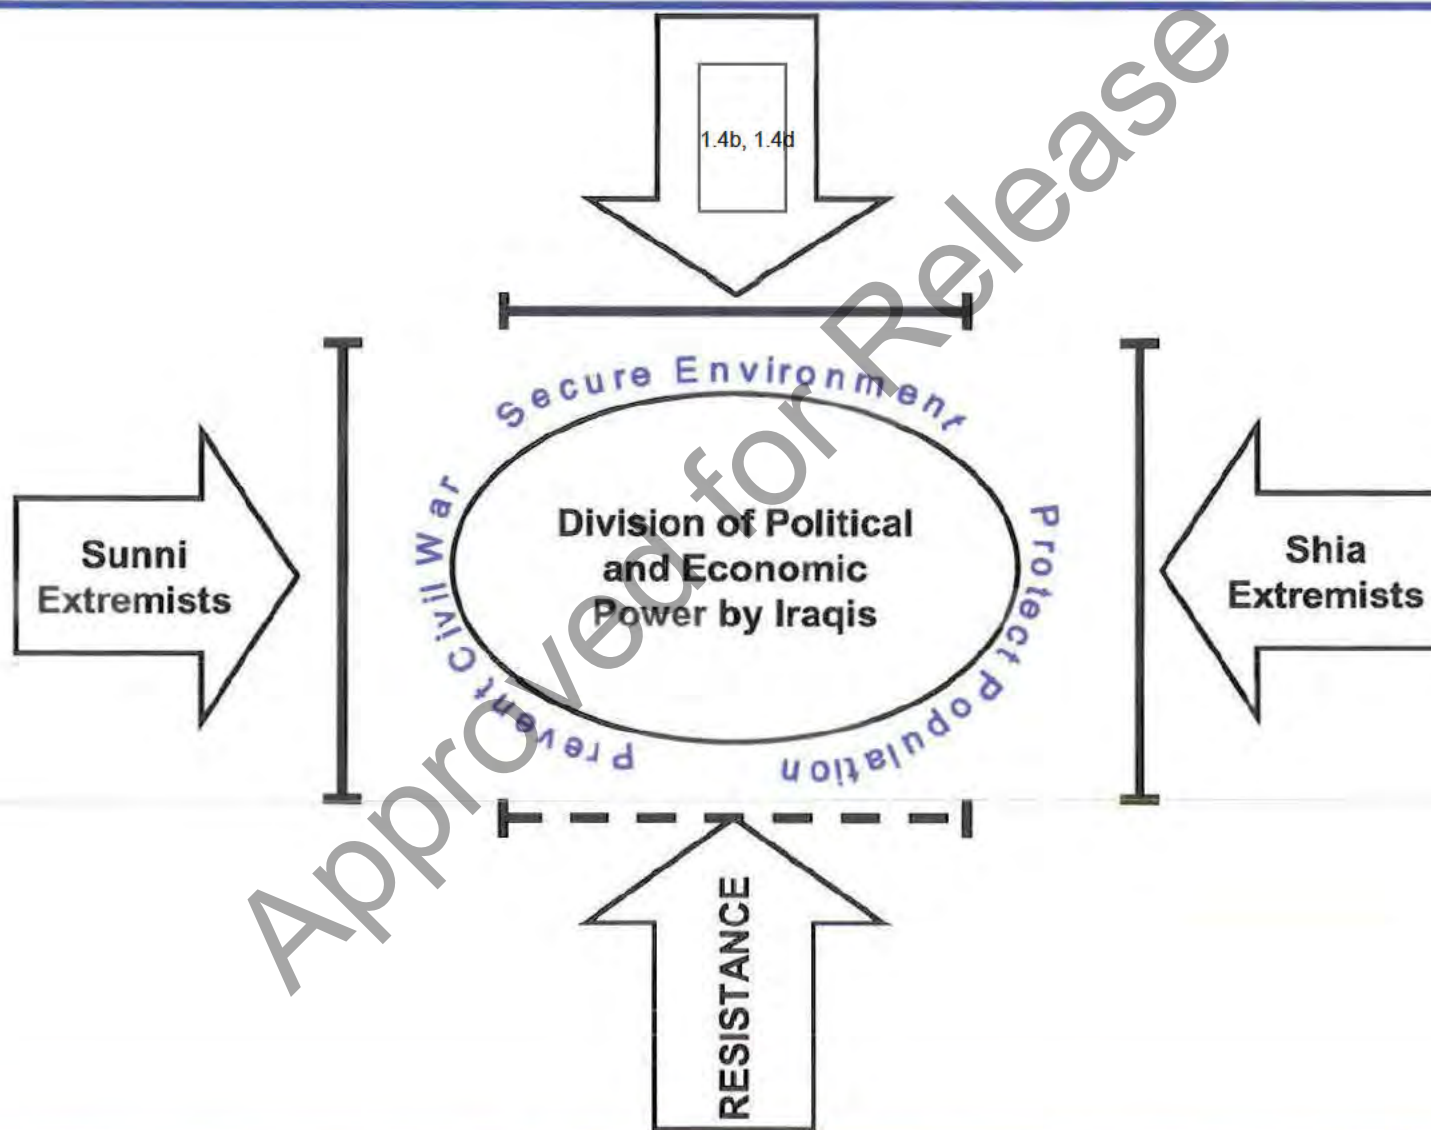 1.4b, 1.4d
Secure Environment
Prevent Civil War
Protect Population
Division of Political
and Economic
Power by Iraqis
Sunni
Extremists
Shia
Extremists
RESISTANCE
Approved for Release